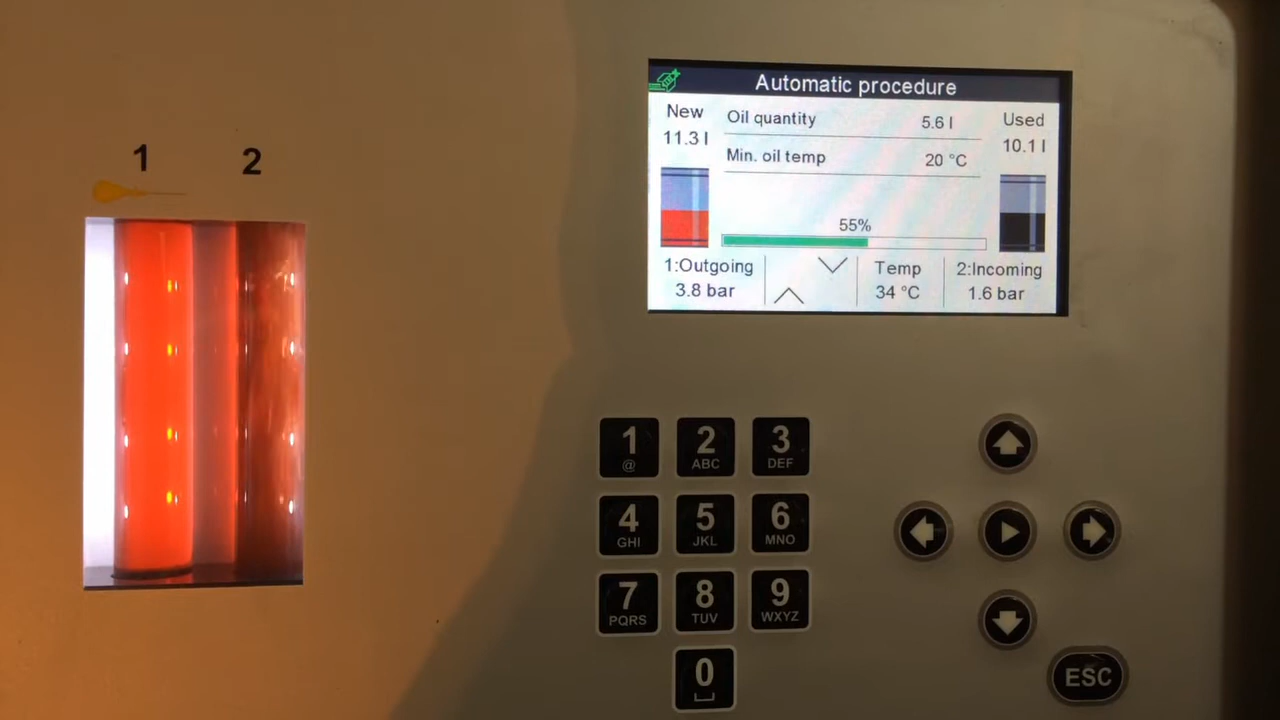 1 2
Automatic procedure
New
11.3 l
Oil quantity 5.6 l
Min. oil temp 20 °C
Used
10.1 l
55%
1:Outgoing
3.8 bar
Temp
34 °C
2:Incoming
1.6 bar
1 2 3
@ ABC DEF
4 5 6
GHI JKL MNO
7 8 9
PQRS TUV WXYZ
0
ESC